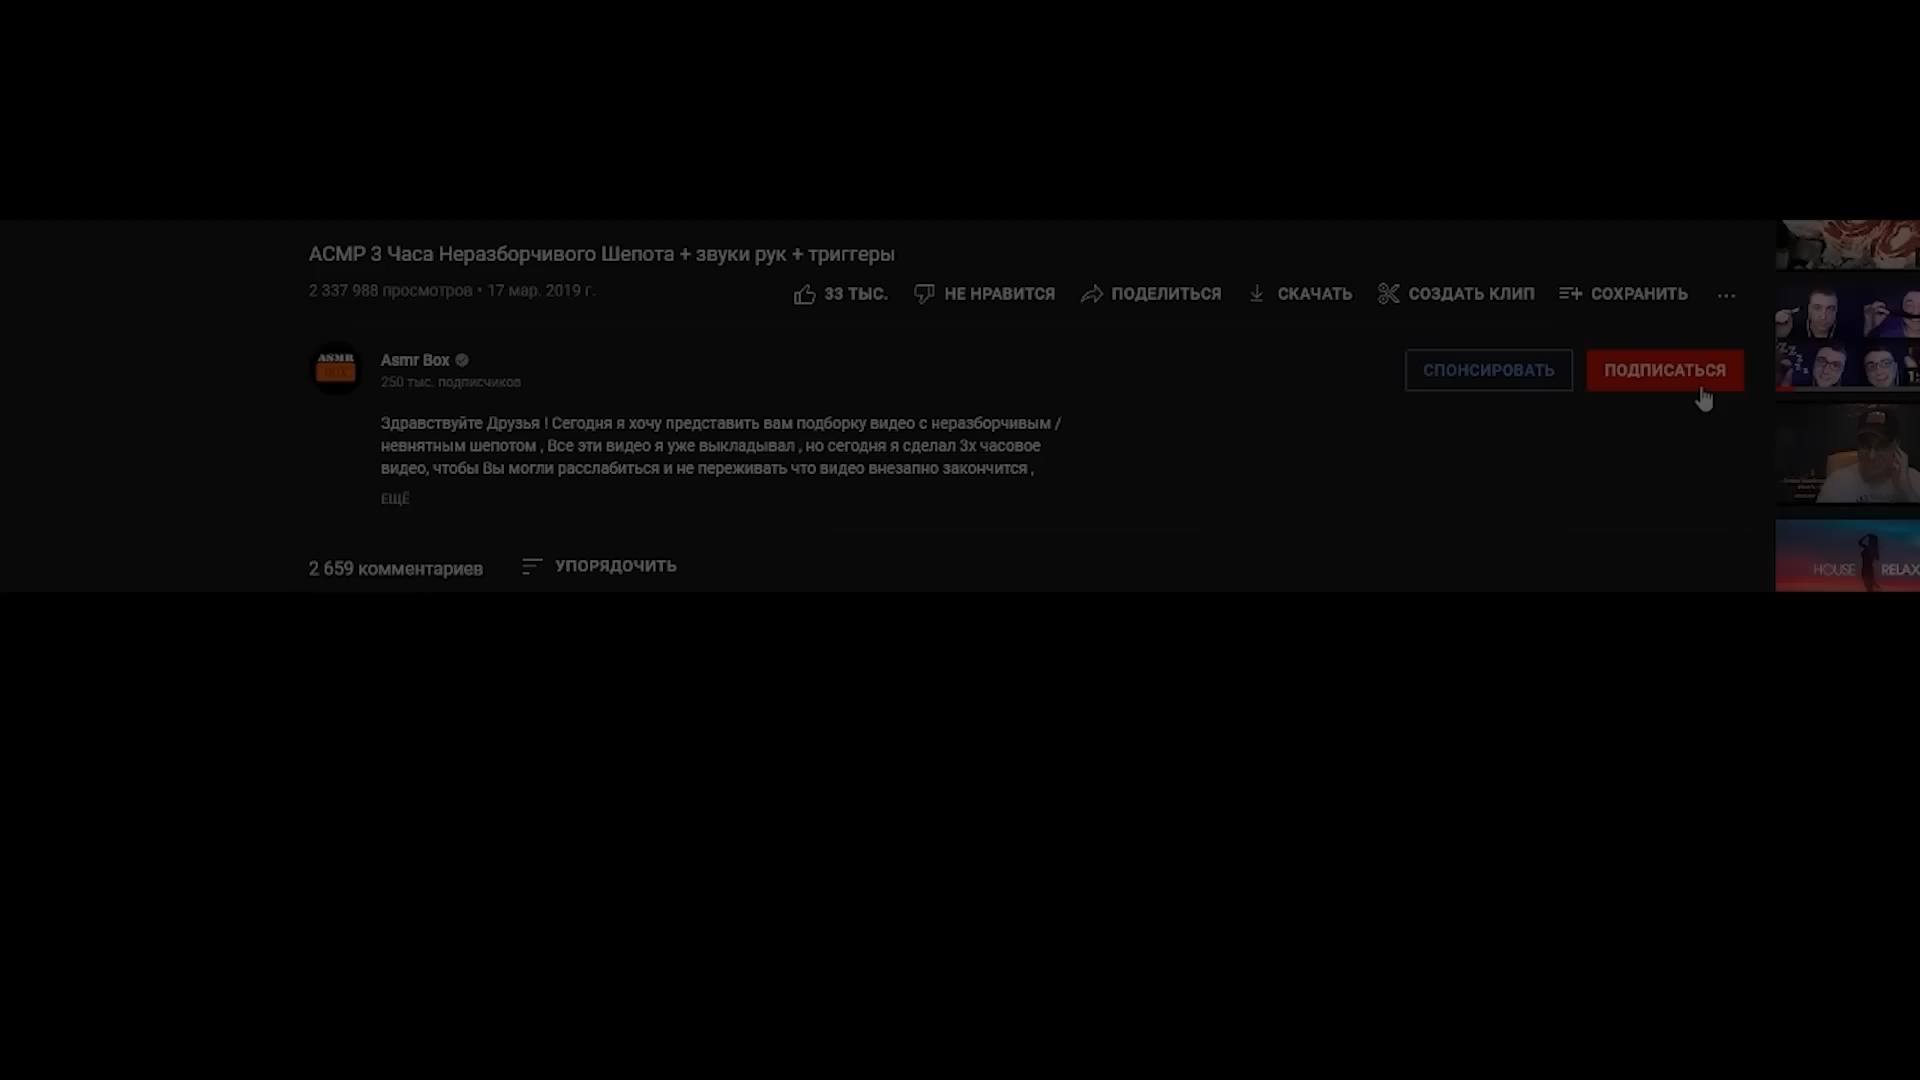 АСМР 3 Часа Неразборчивого Шепота + звуки рук + триггеры
2 337 988 просмотров • 17 мар. 2019 г.
33 ТЫС.
НЕ НРАВИТСЯ
ПОДЕЛИТЬСЯ
СКАЧАТЬ
СОЗДАТЬ КЛИП
СОХРАНИТЬ
ASMR
BOX
Asmr Box
250 тыс. подписчиков
СПОНСИРОВАТЬ
ПОДПИСАТЬСЯ
Здравствуйте Друзья ! Сегодня я хочу представить вам подборку видео с неразборчивым /
невнятным шепотом , Все эти видео я уже выкладывал , но сегодня я сделал 3х часовое
видео, чтобы Вы могли расслабиться и не переживать что видео внезапно закончится ,
ЕЩЁ
2 659 комментариев
УПОРЯДОЧИТЬ
HOUSE RELAX